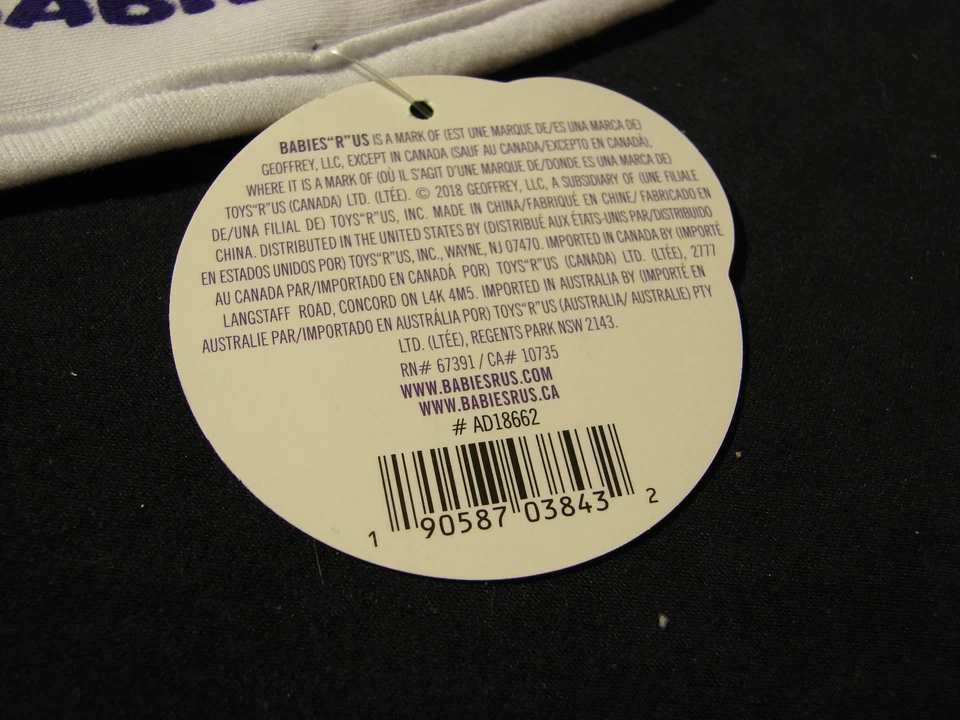 BABIES"R"US IS A MARK OF (EST UNE MARQUE DE/ES UNA MARCA DE)
GEOFFREY, LLC, EXCEPT IN CANADA (SAUF AU CANADA/EXCEPTO EN CANADÁ),
WHERE IT IS A MARK OF (OÙ IL S'AGIT D'UNE MARQUE DE/DONDE ES UNA MARCA DE)
TOYS"R"US (CANADA) LTD. (LTÉE). © 2018 GEOFFREY, LLC, A SUBSIDIARY OF (UNE FILIALE
DE/UNA FILIAL DE) TOYS"R"US, INC. MADE IN CHINA/FABRIQUÉ EN CHINE/ FABRICADO EN
CHINA. DISTRIBUTED IN THE UNITED STATES BY (DISTRIBUÉ AUX ÉTATS-UNIS PAR/DISTRIBUIDO
EN ESTADOS UNIDOS POR) TOYS"R"US, INC., WAYNE, NJ 07470. IMPORTED IN CANADA BY (IMPORTÉ
AU CANADA PAR/IMPORTADO EN CANADÁ POR) TOYS"R"US (CANADA) LTD. (LTÉE), 2777
LANGSTAFF ROAD, CONCORD ON L4K 4M5. IMPORTED IN AUSTRALIA BY (IMPORTÉ EN
AUSTRALIE PAR/IMPORTADO EN AUSTRÁLIA POR) TOYS"R"US (AUSTRALIA/ AUSTRALIE) PTY
LTD. (LTÉE), REGENTS PARK NSW 2143.
RN# 67391 / CA# 10735
WWW.BABIESRUS.COM
WWW.BABIESRUS.CA
# AD18662
1 90587 03843 2